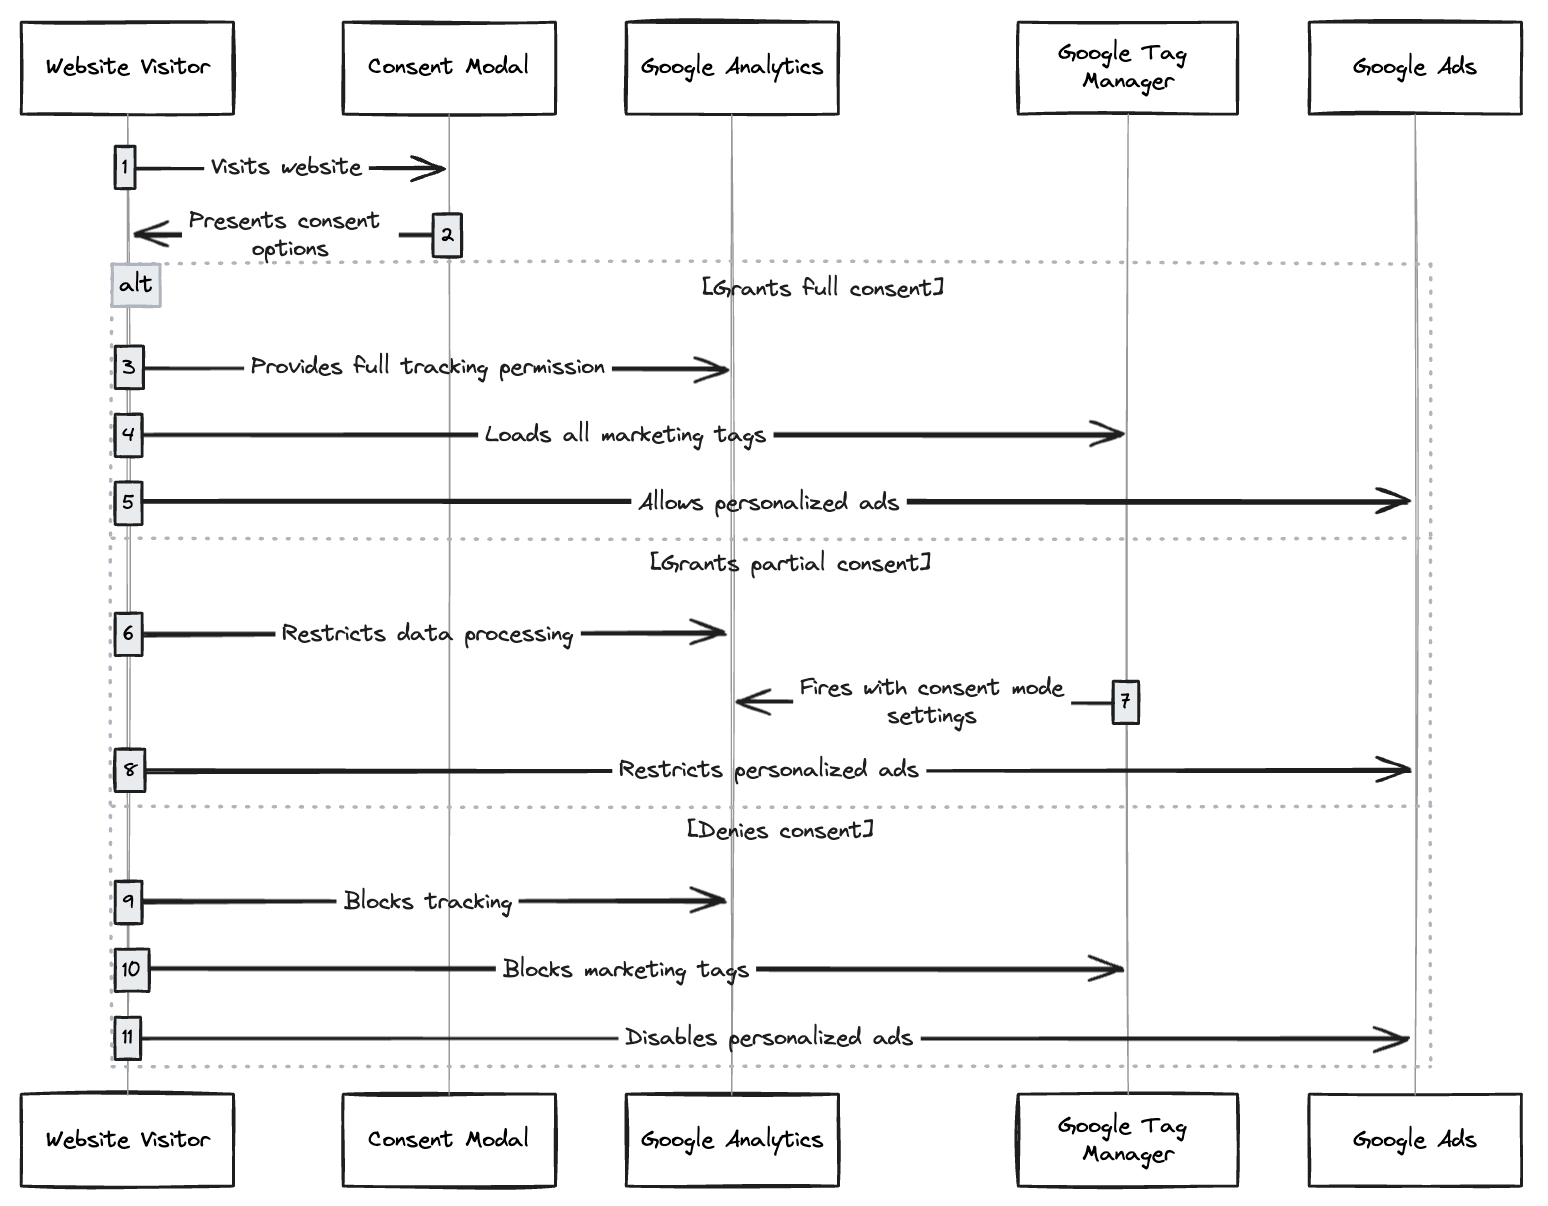 Website Visitor
Consent Modal
Google Analytics
Google Tag
Manager
Google Ads
1
Visits website
Presents consent
options
2
alt
[Grants full consent]
3
Provides full tracking permission
4
Loads all marketing tags
5
Allows personalized ads
[Grants partial consent]
6
Restricts data processing
Fires with consent mode
settings
7
8
Restricts personalized ads
[Denies consent]
9
Blocks tracking
10
Blocks marketing tags
11
Disables personalized ads
Website Visitor
Consent Modal
Google Analytics
Google Tag
Manager
Google Ads